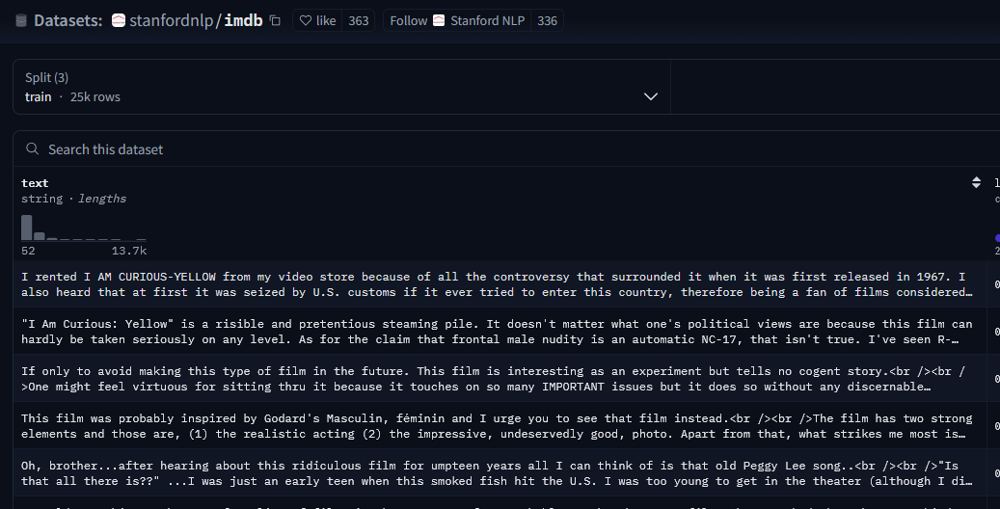 Datasets: stanfordnlp/imdb like 363 Follow Stanford NLP 336
Split (3)
train · 25k rows
Search this dataset
text
string · lengths
52 13.7k
I rented I AM CURIOUS-YELLOW from my video store because of all the controversy that surrounded it when it was first released in 1967. I
also heard that at first it was seized by U.S. customs if it ever tried to enter this country, therefore being a fan of films considered…
"I Am Curious: Yellow" is a risible and pretentious steaming pile. It doesn't matter what one's political views are because this film can
hardly be taken seriously on any level. As for the claim that frontal male nudity is an automatic NC-17, that isn't true. I've seen R-…
If only to avoid making this type of film in the future. This film is interesting as an experiment but tells no cogent story.<br /><br /
>One might feel virtuous for sitting thru it because it touches on so many IMPORTANT issues but it does so without any discernable…
This film was probably inspired by Godard's Masculin, féminin and I urge you to see that film instead.<br /><br />The film has two strong
elements and those are, (1) the realistic acting (2) the impressive, undeservedly good, photo. Apart from that, what strikes me most is…
Oh, brother...after hearing about this ridiculous film for umpteen years all I can think of is that old Peggy Lee song..<br /><br />"Is
that all there is??" ...I was just an early teen when this smoked fish hit the U.S. I was too young to get in the theater (although I di…